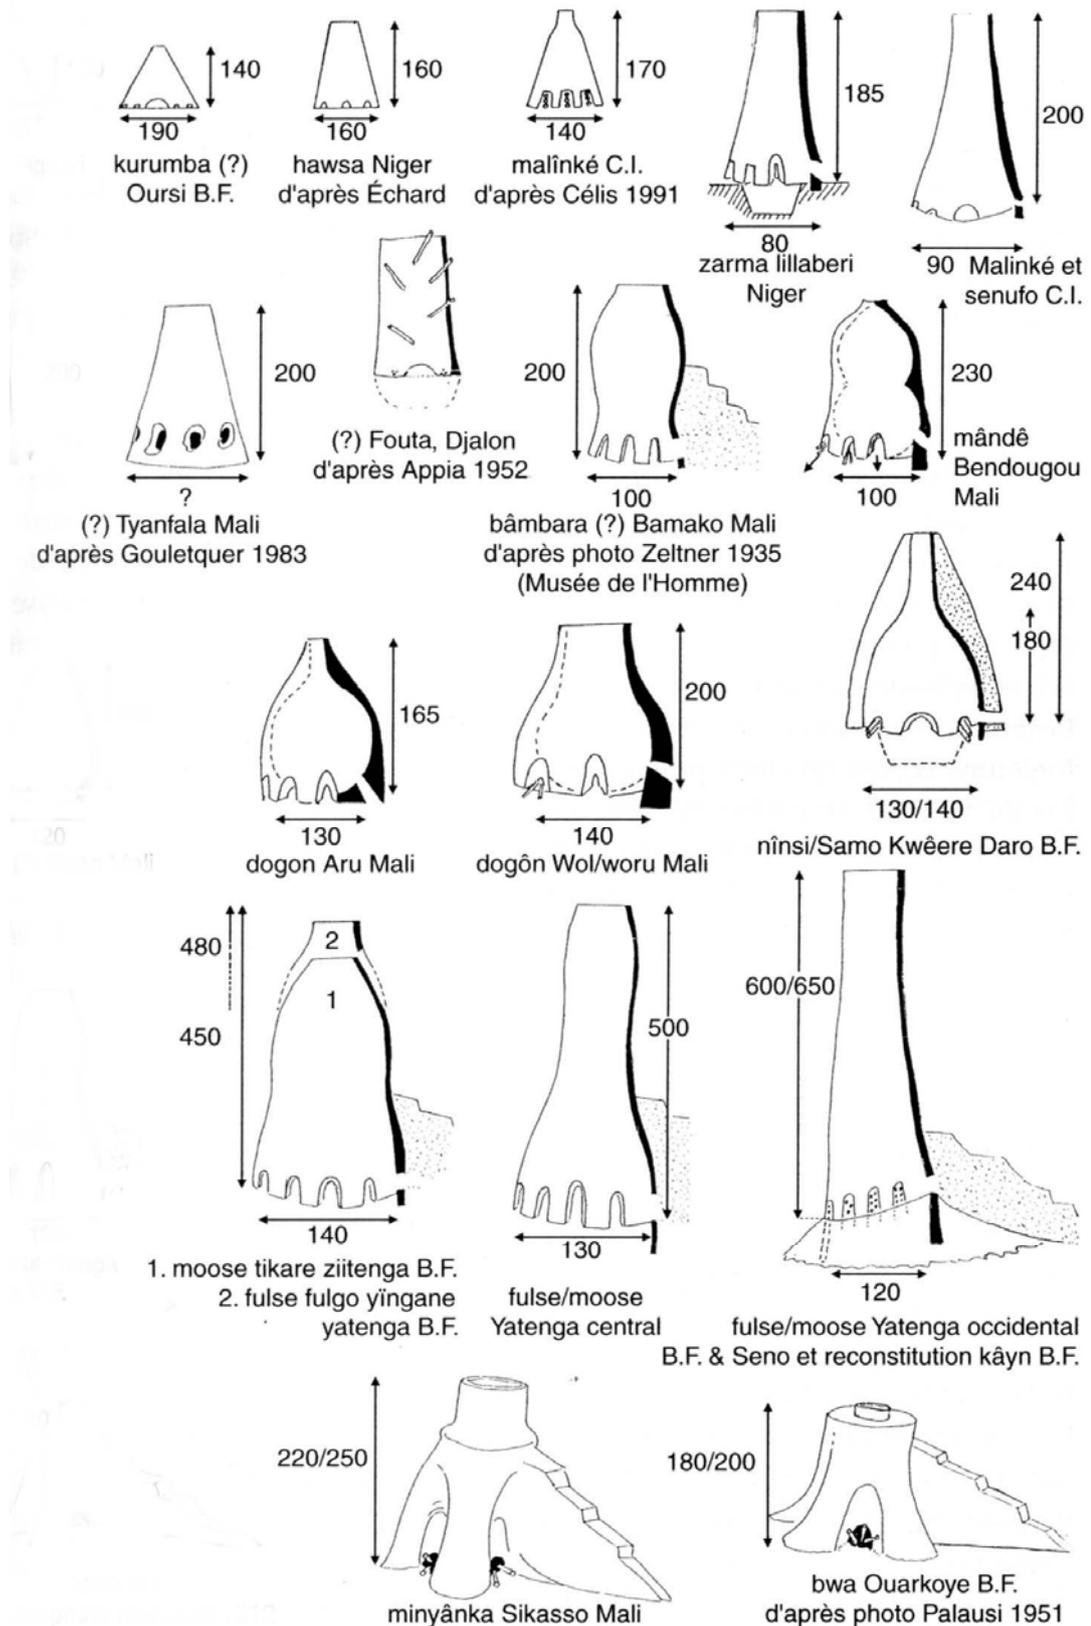 140
190
kurumba (?)
Oursi B.F.
160
160
hawsa Niger
d'après Échard
170
140
malînké C.I.
d'après Célis 1991
185
80
zarma lillaberi
Niger
200
90 Malinké et
senufo C.I.
200
?
(?) Tyanfala Mali
d'après Gouletquer 1983
(?) Fouta, Djalon
d'après Appia 1952
200
100
bâmbara (?) Bamako Mali
d'après photo Zeltner 1935
(Musée de l'Homme)
230
100
mândê
Bendougou
Mali
165
130
dogon Aru Mali
200
140
dogôn Wol/woru Mali
240
180
130/140
nînsi/Samo Kwêere Daro B.F.
480
450
2
1
140
1. moose tikare ziitenga B.F.
2. fulse fulgo yïngane
yatenga B.F.
500
130
fulse/moose
Yatenga central
600/650
120
fulse/moose Yatenga occidental
B.F. & Seno et reconstitution kâyn B.F.
220/250
minyânka Sikasso Mali
180/200
bwa Ouarkoye B.F.
d'après photo Palausi 1951